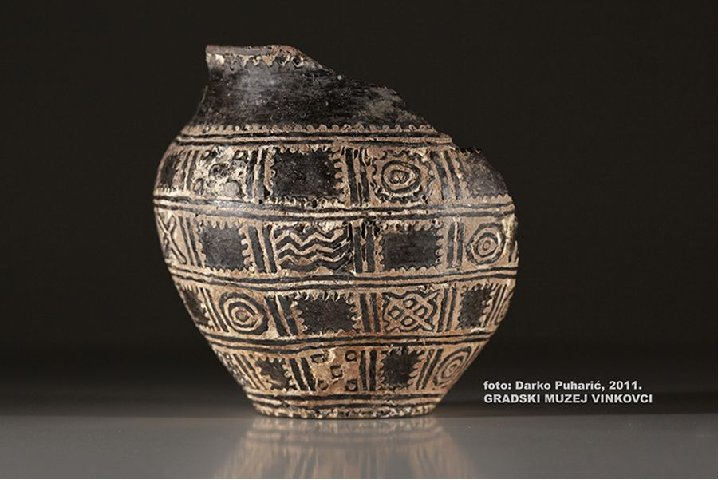 foto: Darko Puharić, 2011.
GRADSKI MUZEJ VINKOVCI